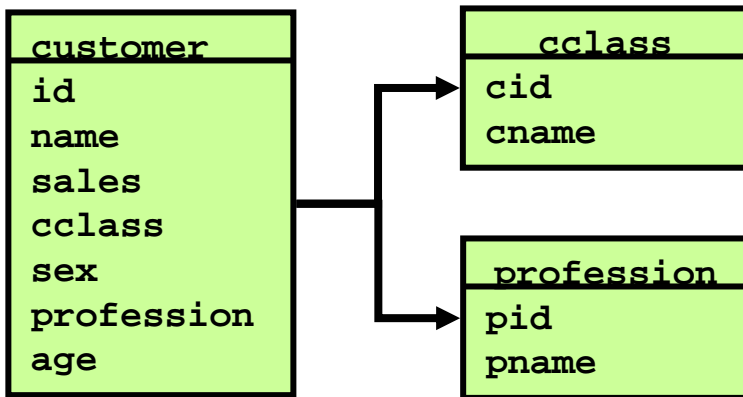 customer
id
name
sales
cclass
sex
profession
age
cclass
cid
cname
profession
pid
pname